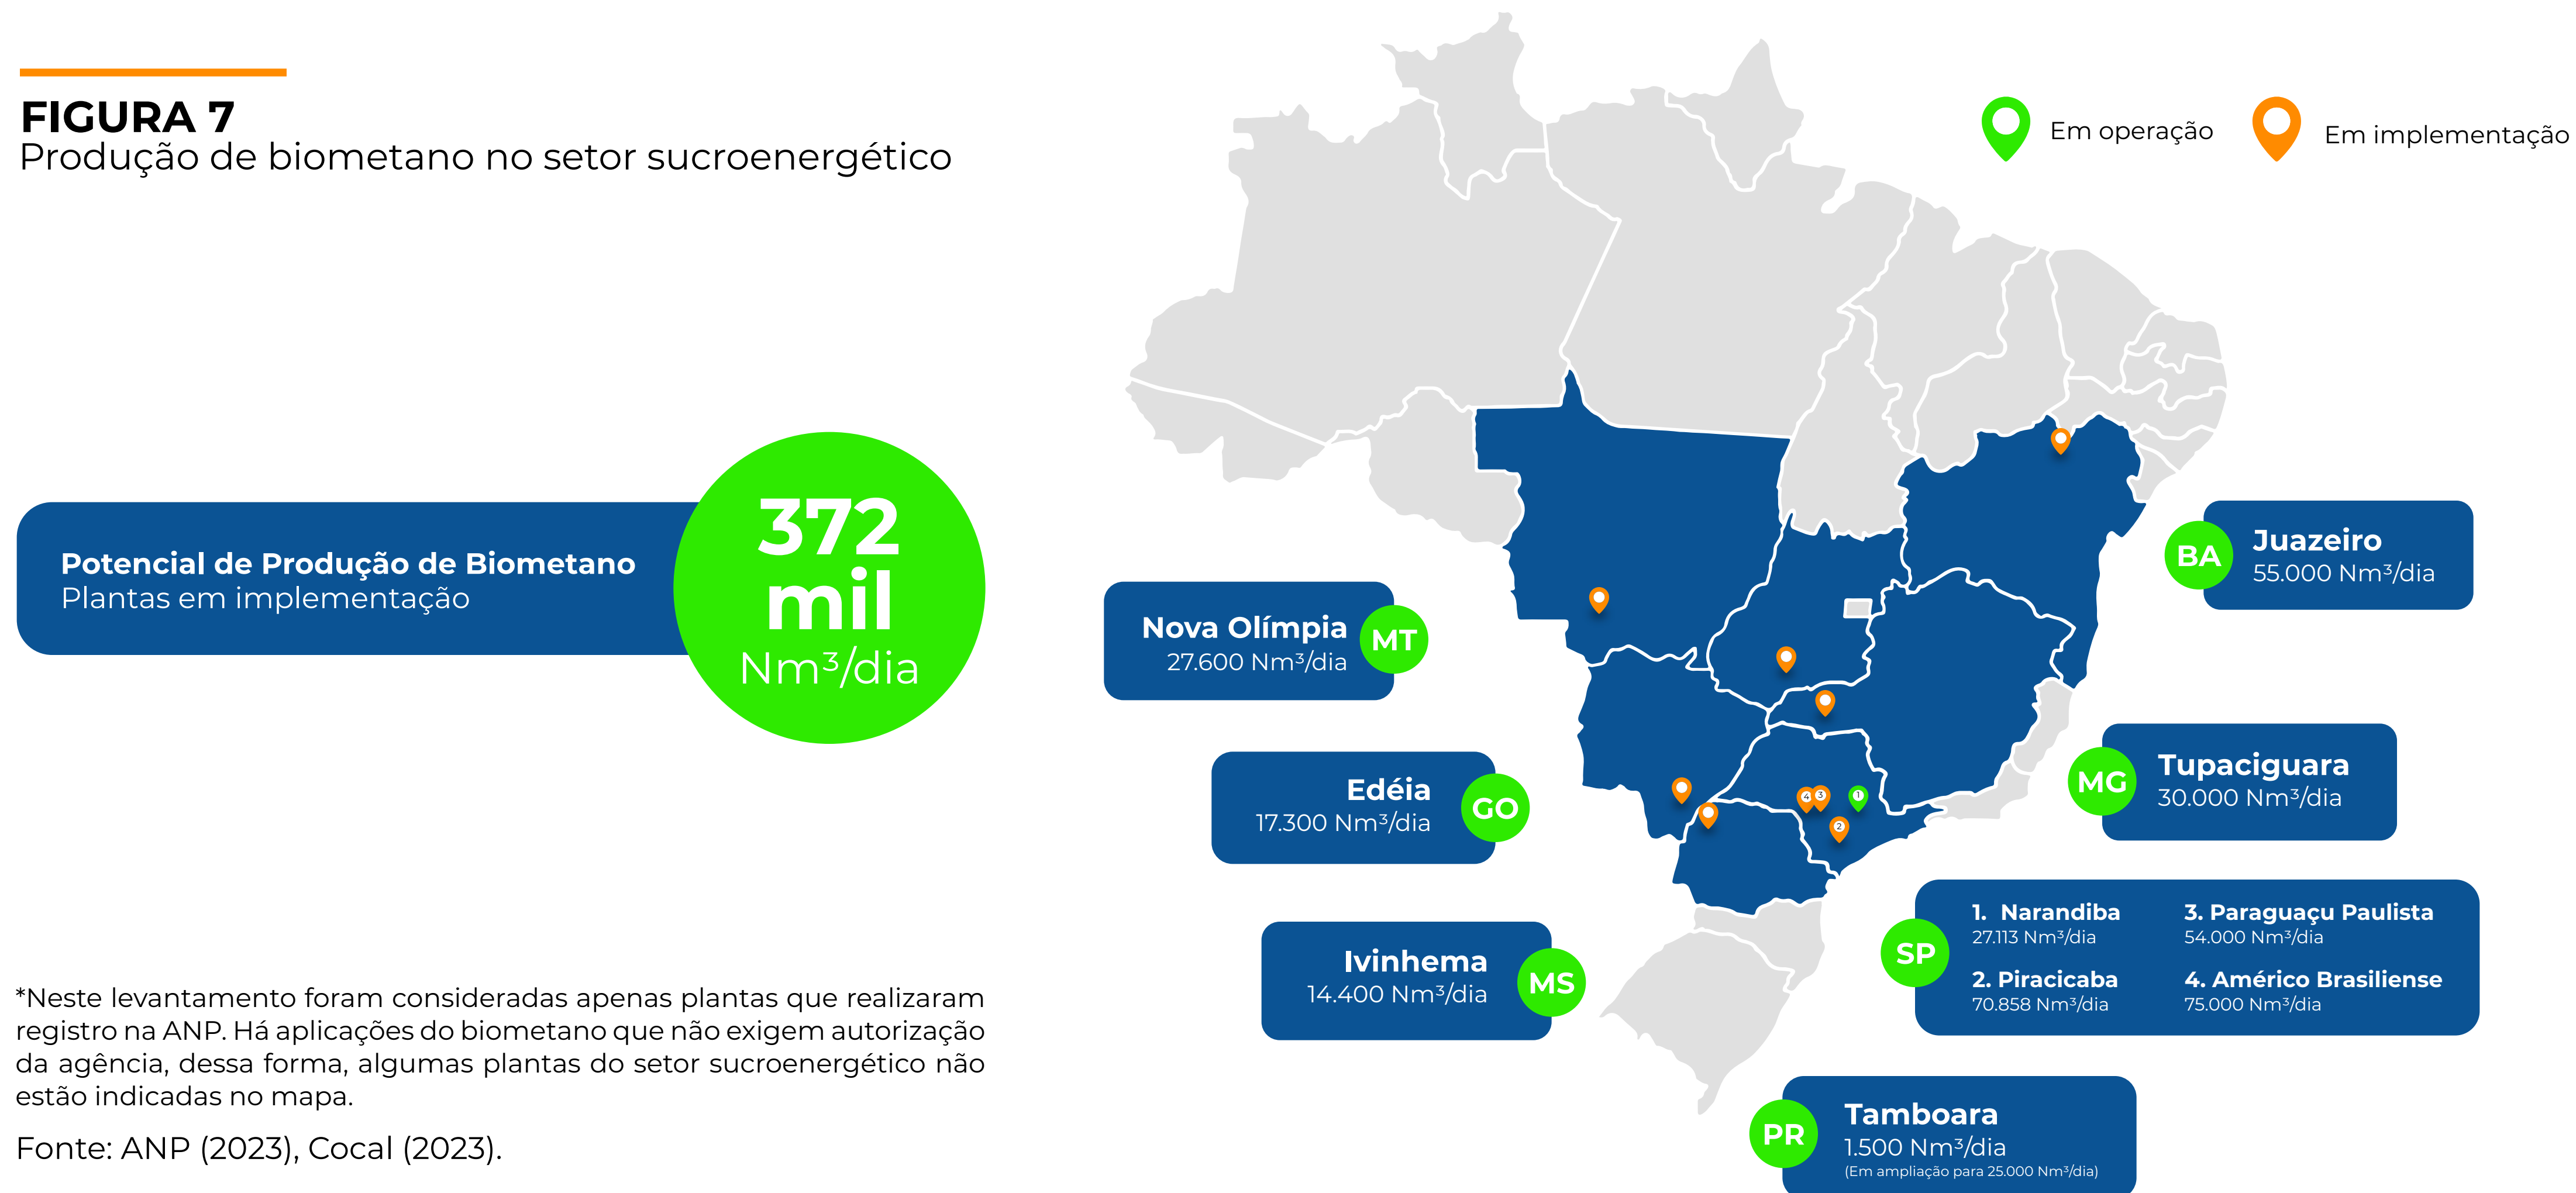 FIGURA 7
Produção de biometano no setor sucroenergético
Em operação
Em implementação
Potencial de Produção de Biometano
Plantas em implementação
372
mil
Nm³/dia
Nova Olímpia
27.600 Nm³/dia
MT
Edéia
17.300 Nm³/dia
GO
Ivinhema
14.400 Nm³/dia
MS
BA
Juazeiro
55.000 Nm³/dia
MG
Tupaciguara
30.000 Nm³/dia
4
3
1
2
SP
1. Narandiba
27.113 Nm³/dia
2. Piracicaba
70.858 Nm³/dia
3. Paraguaçu Paulista
54.000 Nm³/dia
4. Américo Brasiliense
75.000 Nm³/dia
PR
Tamboara
1.500 Nm³/dia
(Em ampliação para 25.000 Nm³/dia)
*Neste levantamento foram consideradas apenas plantas que realizaram
registro na ANP. Há aplicações do biometano que não exigem autorização
da agência, dessa forma, algumas plantas do setor sucroenergético não
estão indicadas no mapa.
Fonte: ANP (2023), Cocal (2023).